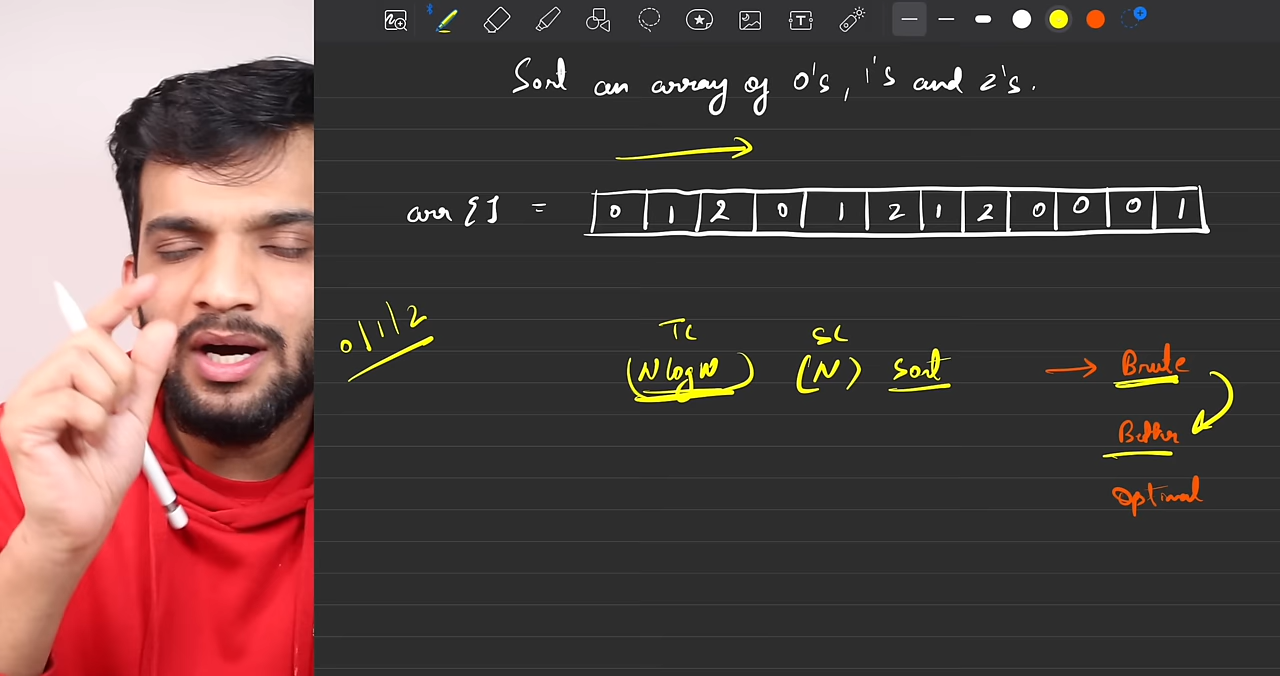 Sort an array of 0's, 1's and 2's.
arr[] = 0 1 2 0 1 2 1 2 0 0 0 1
0/1/2
TC SC
(N log N) (N) Sort → Brute
Better
Optimal